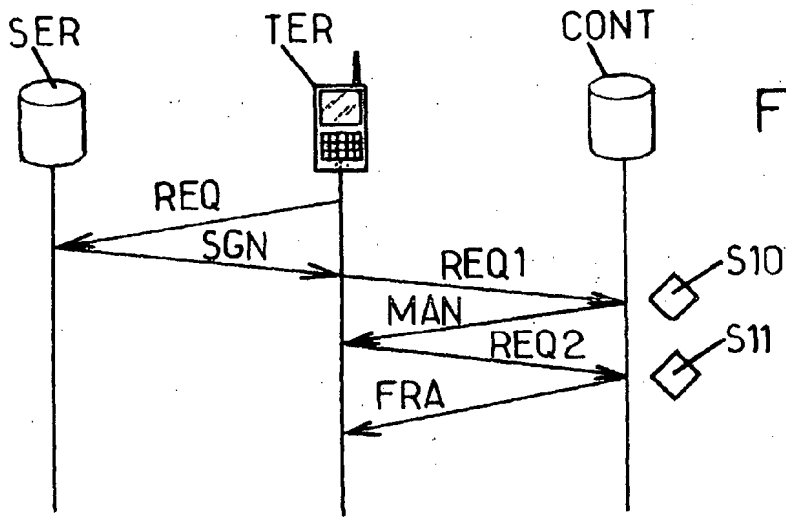 SER TER CONT
F
REQ
SGN
REQ1
S10
MAN
REQ2
S11
FRA